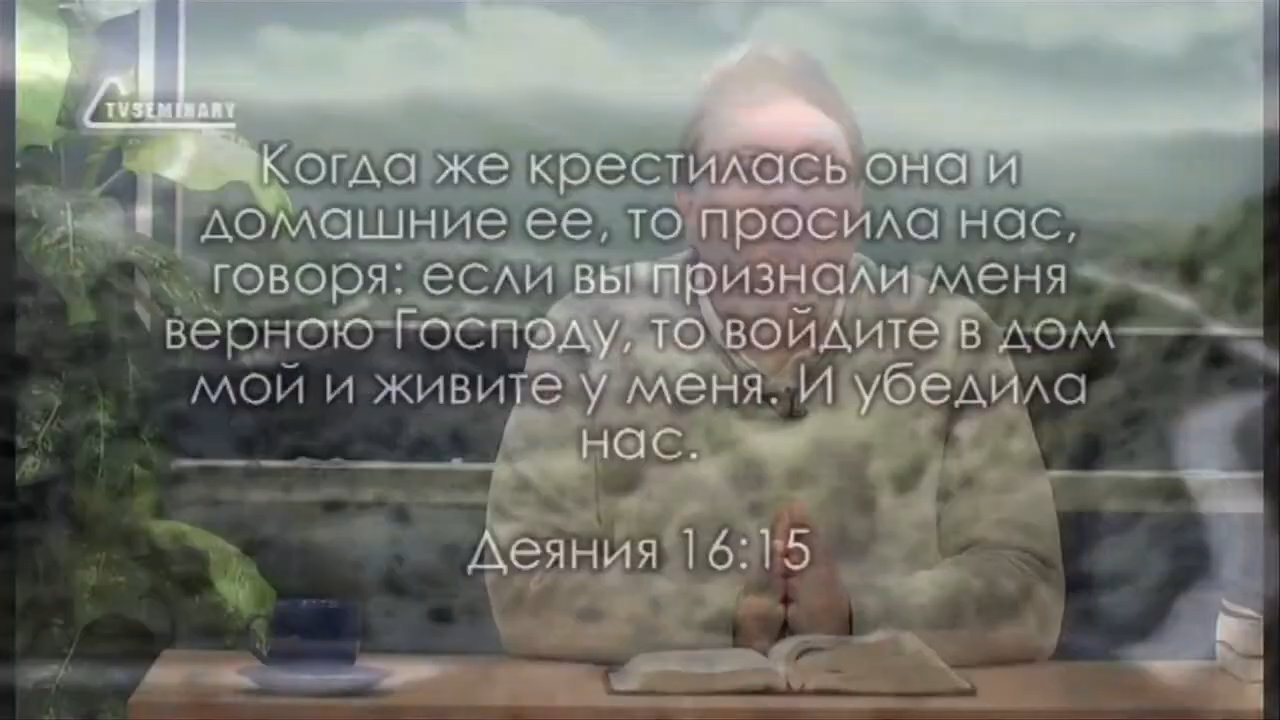 TVSEMINARY
Когда же крестилась она и
домашние ее, то просила нас,
говоря: если вы признали меня
верною Господу, то войдите в дом
мой и живите у меня. И убедила
нас.
Деяния 16:15